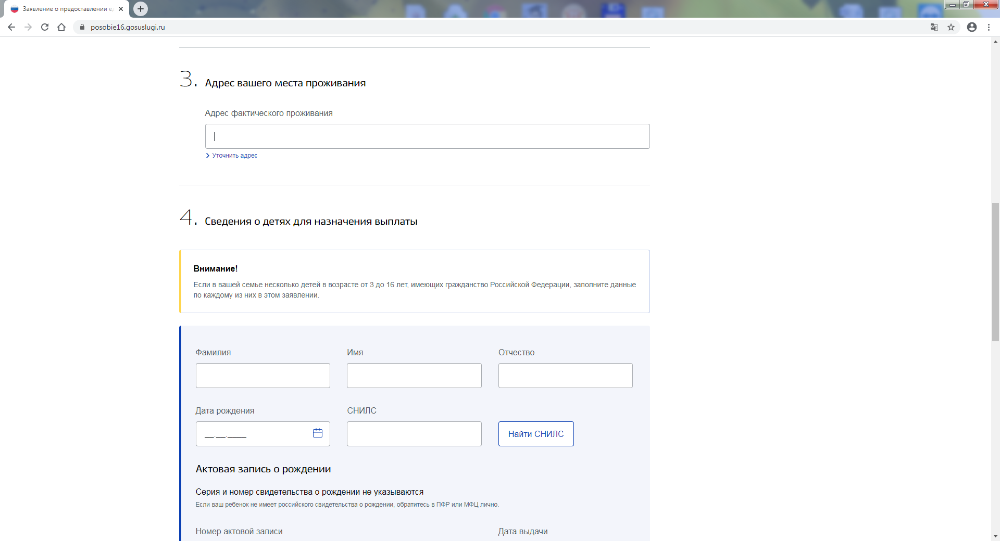 Заявление о предоставлении е
posobie16.gosuslugi.ru
3. Адрес вашего места проживания
Адрес фактического проживания
Уточнить адрес
4. Сведения о детях для назначения выплаты
Внимание!
Если в вашей семье несколько детей в возрасте от 3 до 16 лет, имеющих гражданство Российской Федерации, заполните данные
по каждому из них в этом заявлении.
Фамилия Имя Отчество
Дата рождения СНИЛС
__.__.____ Найти СНИЛС
Актовая запись о рождении
Серия и номер свидетельства о рождении не указываются
Если ваш ребенок не имеет российского свидетельства о рождении, обратитесь в ПФР или МФЦ лично.
Номер актовой записи Дата выдачи